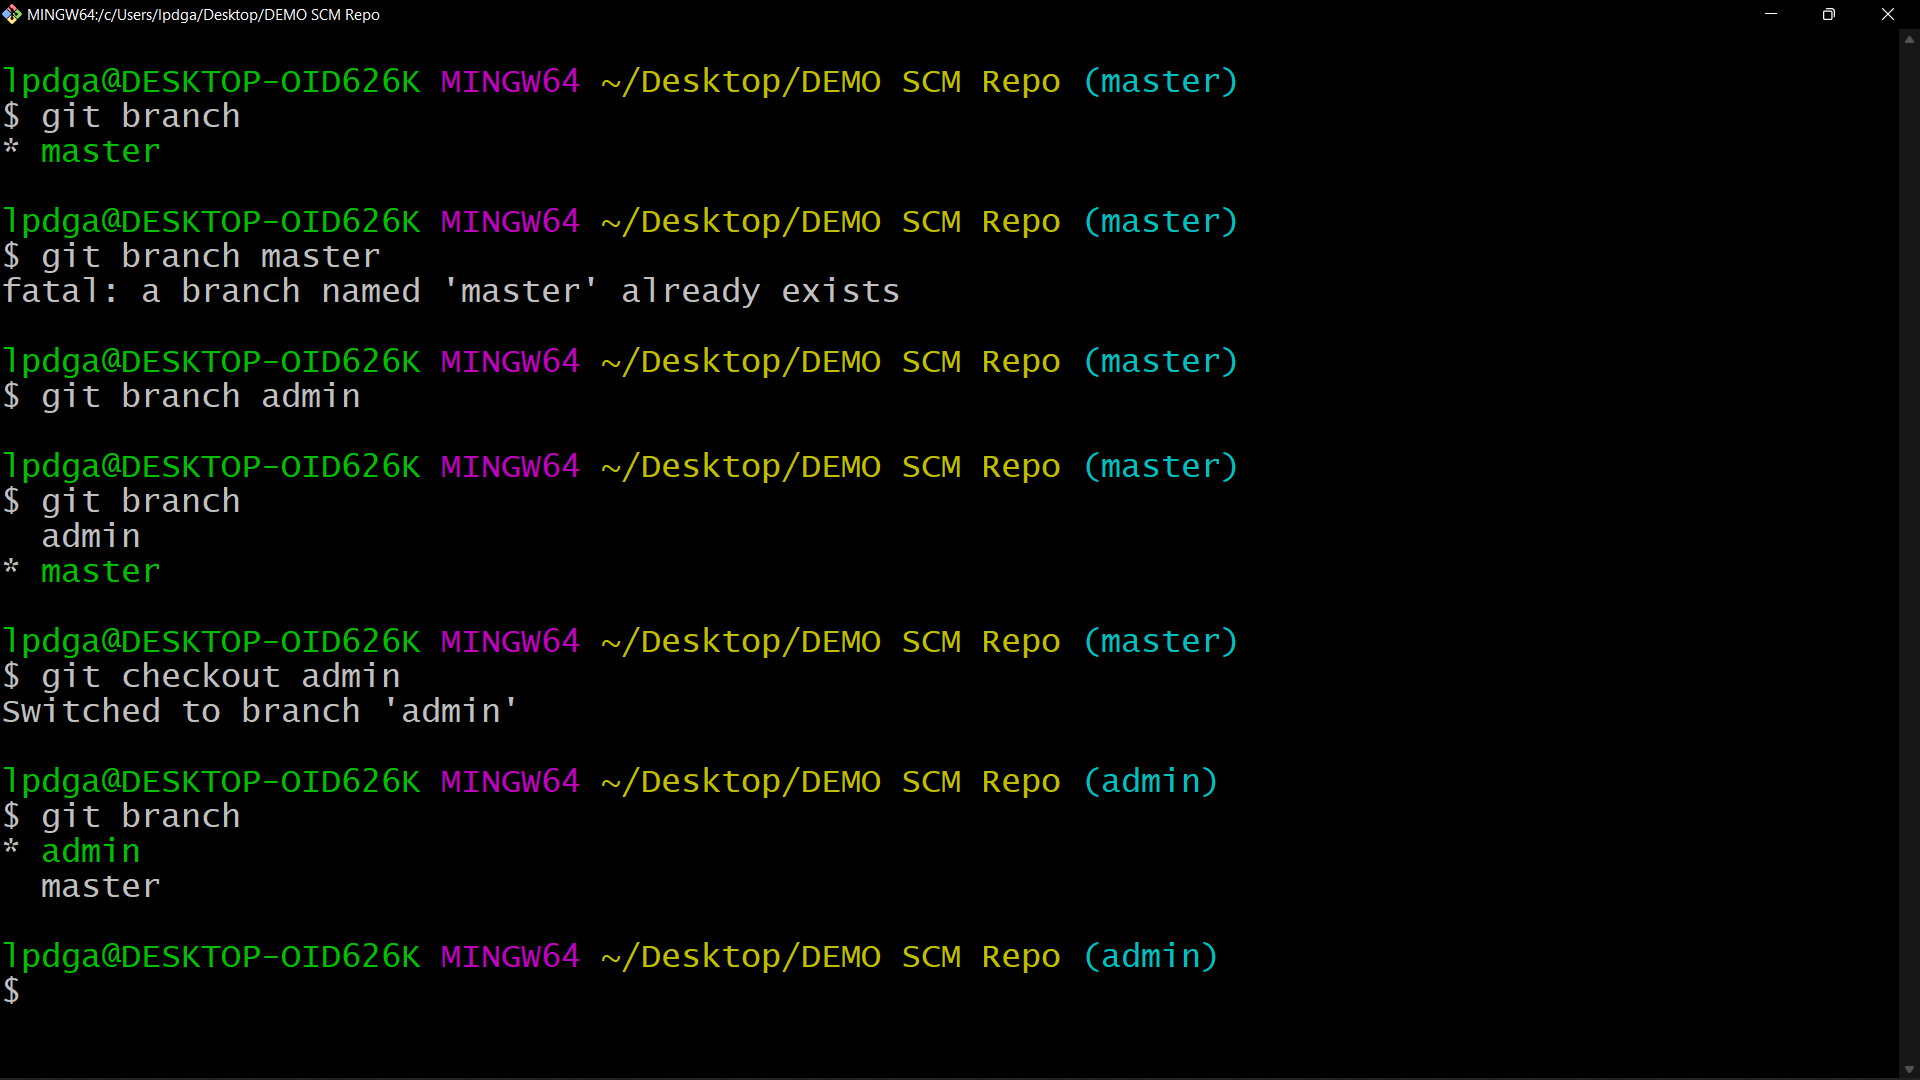 MINGW64:/c/Users/lpdga/Desktop/DEMO SCM Repo
lpdga@DESKTOP-OID626K MINGW64 ~/Desktop/DEMO SCM Repo (master)
$ git branch
* master
lpdga@DESKTOP-OID626K MINGW64 ~/Desktop/DEMO SCM Repo (master)
$ git branch master
fatal: a branch named 'master' already exists
lpdga@DESKTOP-OID626K MINGW64 ~/Desktop/DEMO SCM Repo (master)
$ git branch admin
lpdga@DESKTOP-OID626K MINGW64 ~/Desktop/DEMO SCM Repo (master)
$ git branch
  admin
* master
lpdga@DESKTOP-OID626K MINGW64 ~/Desktop/DEMO SCM Repo (master)
$ git checkout admin
Switched to branch 'admin'
lpdga@DESKTOP-OID626K MINGW64 ~/Desktop/DEMO SCM Repo (admin)
$ git branch
* admin
  master
lpdga@DESKTOP-OID626K MINGW64 ~/Desktop/DEMO SCM Repo (admin)
$